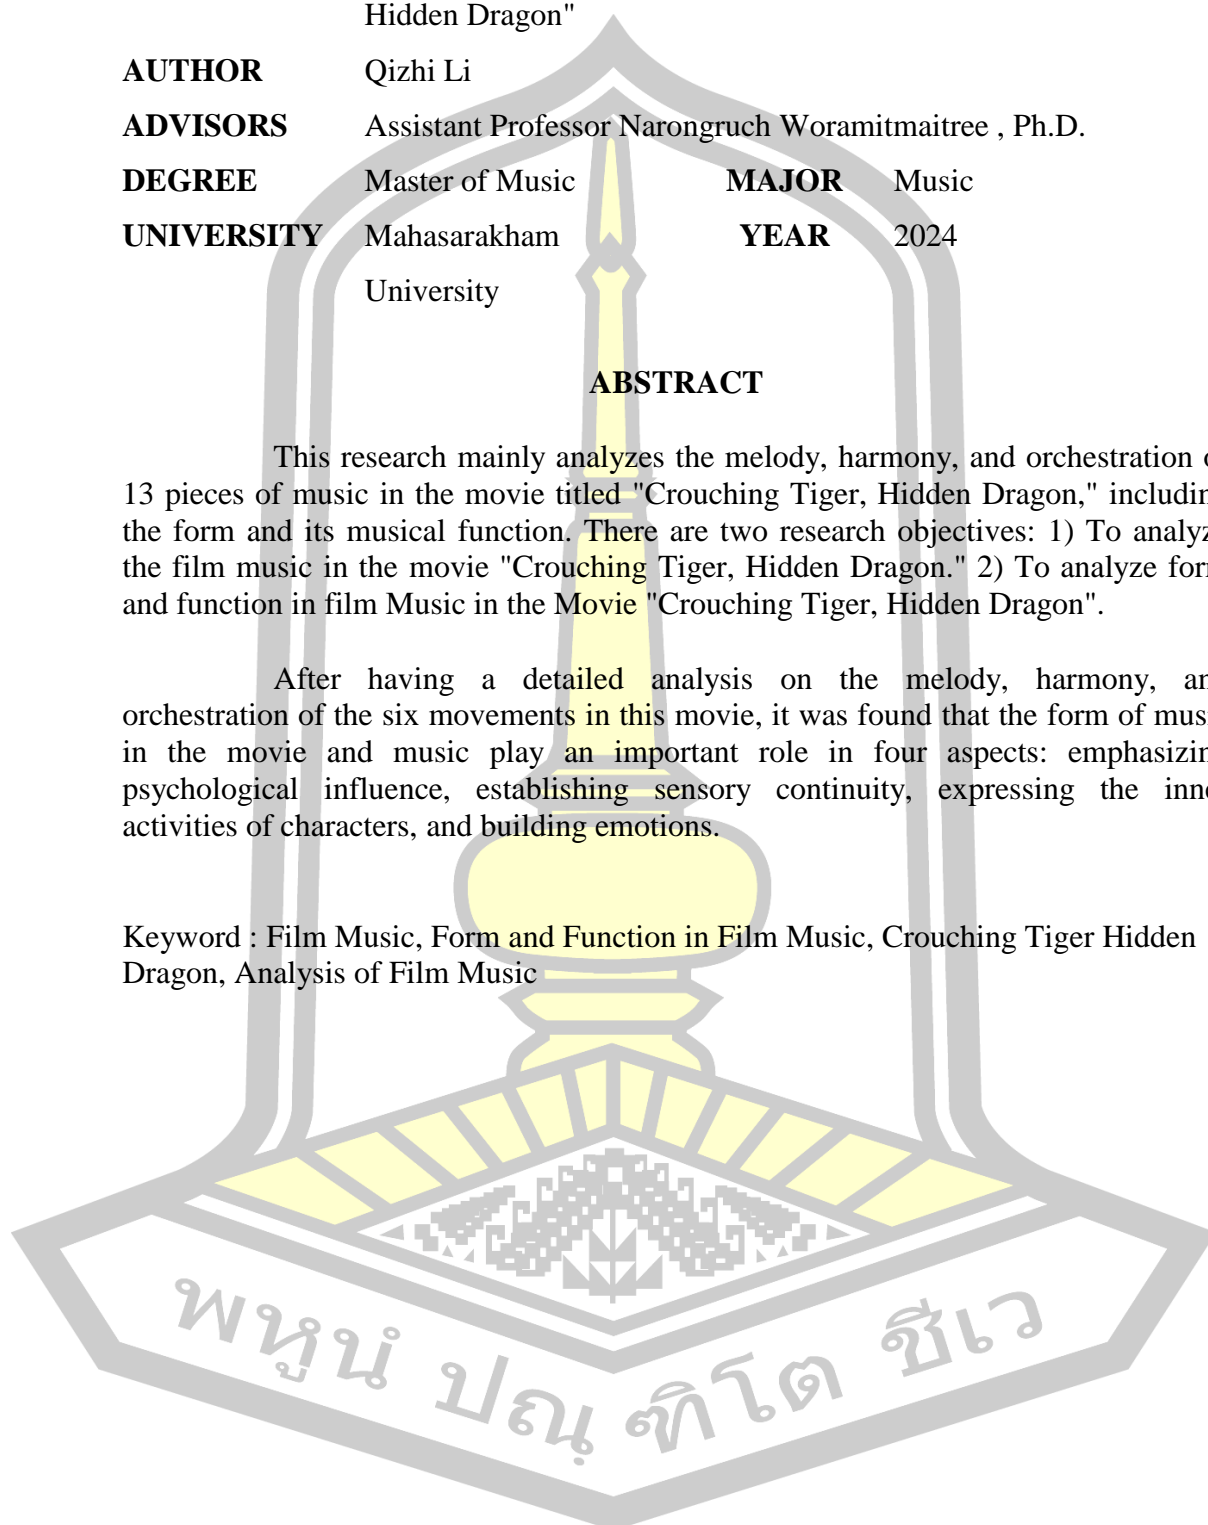 Hidden Dragon"
AUTHOR Qizhi Li
ADVISORS Assistant Professor Narongruch Woramitmaitree , Ph.D.
DEGREE Master of Music MAJOR Music
UNIVERSITY Mahasarakham YEAR 2024
University
ABSTRACT
This research mainly analyzes the melody, harmony, and orchestration
13 pieces of music in the movie titled "Crouching Tiger, Hidden Dragon," includin
the form and its musical function. There are two research objectives: 1) To analyz
the film music in the movie "Crouching Tiger, Hidden Dragon." 2) To analyze for
and function in film Music in the Movie "Crouching Tiger, Hidden Dragon".
After having a detailed analysis on the melody, harmony, an
orchestration of the six movements in this movie, it was found that the form of musi
in the movie and music play an important role in four aspects: emphasizin
psychological influence, establishing sensory continuity, expressing the inne
activities of characters, and building emotions.
Keyword : Film Music, Form and Function in Film Music, Crouching Tiger Hidden
Dragon, Analysis of Film Music
พหูนํ ปณฺฑิโต ชีเว